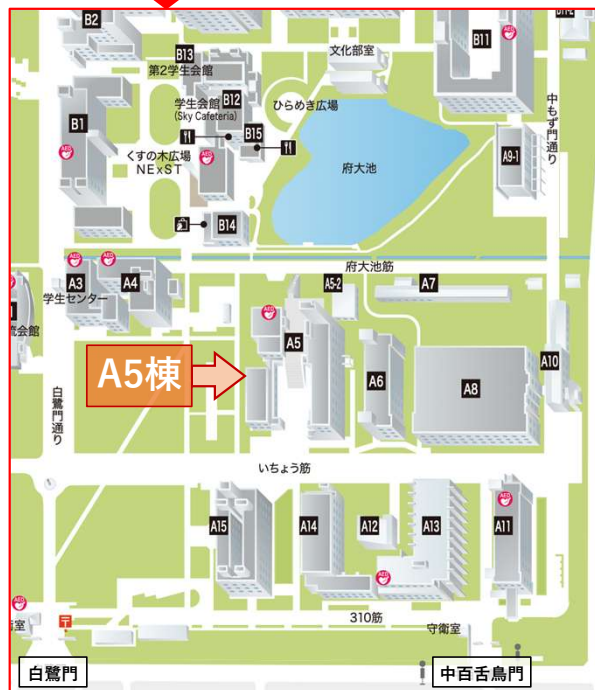 B2
B13
第2学生会館
文化部室
B11
学生会館
(Sky Cafeteria)
B12
ひらめき広場
B1
B15
くすの木広場
NExST
中もず門通り
A9-1
府大池
AED
B14
府大池筋
A3
A4
学生センター
A5-2
A7
流会館
A5
A5棟
A6
A8
A10
白鷺門通り
いちょう筋
A15
A14
A12
A13
A11
310筋
守衛室
白鷺門
中百舌鳥門